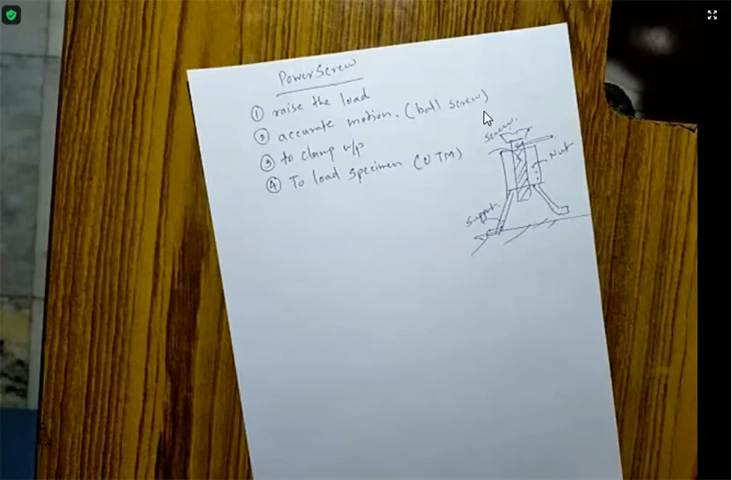 Power Screw
① raise the load
② accurate motion. (ball screw)
③ to clamp w/p
④ To load specimen (UTM)
Screw.
Nut
Support